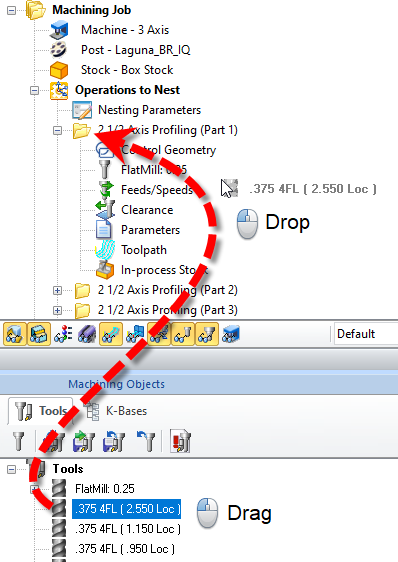 Machining Job
Machine - 3 Axis
Post - Laguna_BR_IQ
Stock - Box Stock
Operations to Nest
Nesting Parameters
2 1/2 Axis Profiling (Part 1)
Control Geometry
FlatMill: 0.25
Feeds/Speeds
.375 4FL ( 2.550 Loc )
Clearance
Drop
Parameters
Toolpath
In-process Stock
2 1/2 Axis Profiling (Part 2)
2 1/2 Axis Profiling (Part 3)
Default
Machining Objects
Tools
K-Bases
Tools
FlatMill: 0.25
.375 4FL ( 2.550 Loc )
Drag
.375 4FL ( 1.150 Loc )
.375 4FL ( .950 Loc )